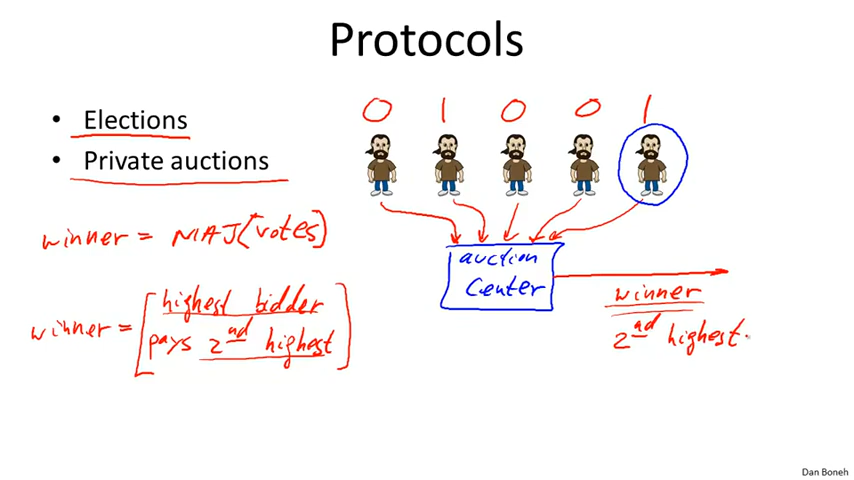 Protocols
• Elections
• Private auctions
0 1 0 0 1
winner = MAJ(votes)
auction
center
winner = [highest bidder
pays 2nd highest]
winner
2nd highest
Dan Boneh